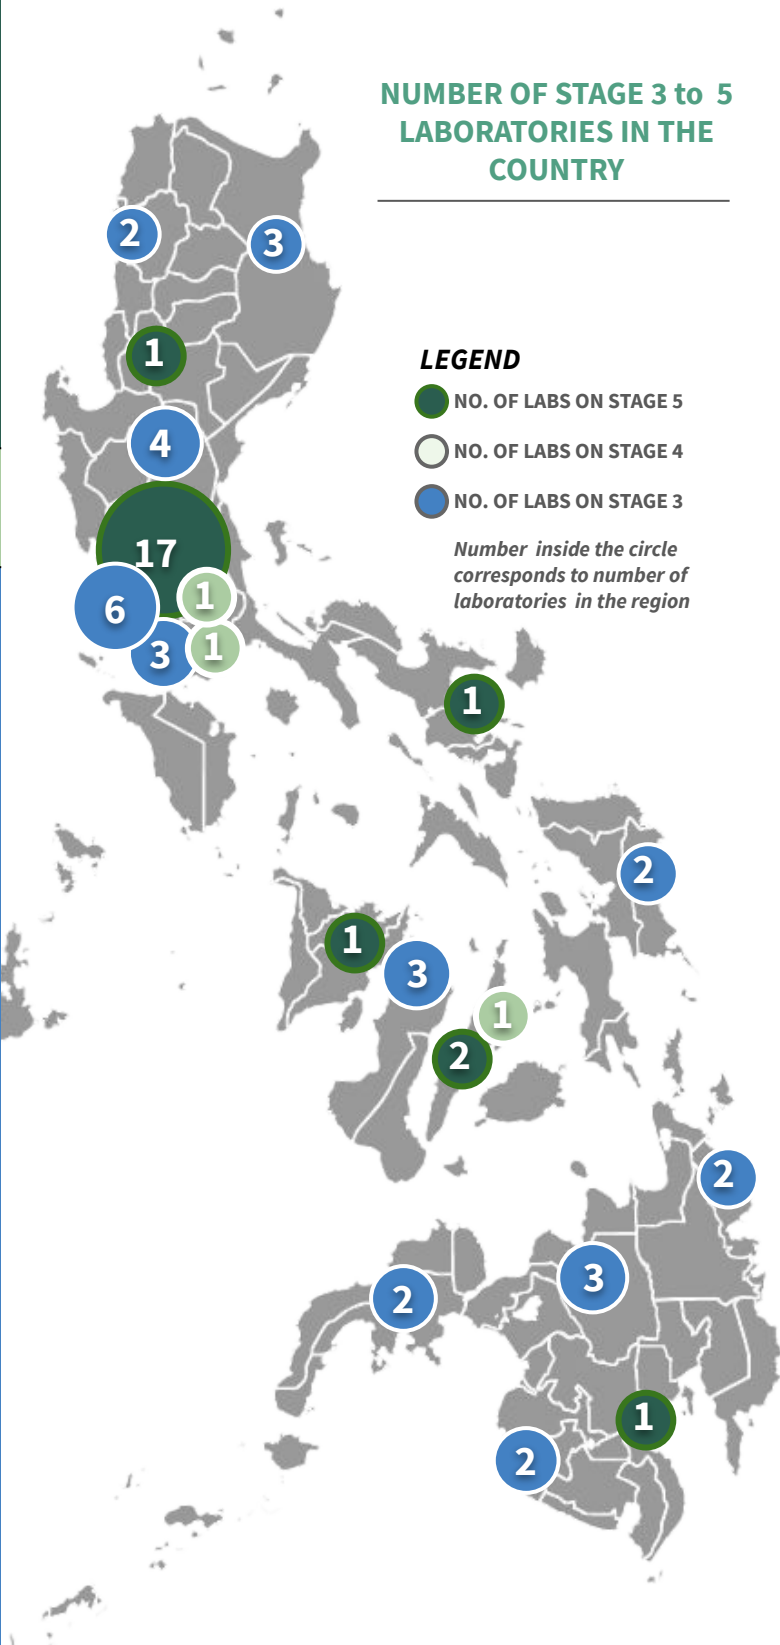 NUMBER OF STAGE 3 to 5
LABORATORIES IN THE
COUNTRY
2
3
1
LEGEND
NO. OF LABS ON STAGE 5
4
NO. OF LABS ON STAGE 4
NO. OF LABS ON STAGE 3
17
Number inside the circle
corresponds to number of
laboratories in the region
6
1
3
1
1
2
1
3
1
2
2
3
2
1
2